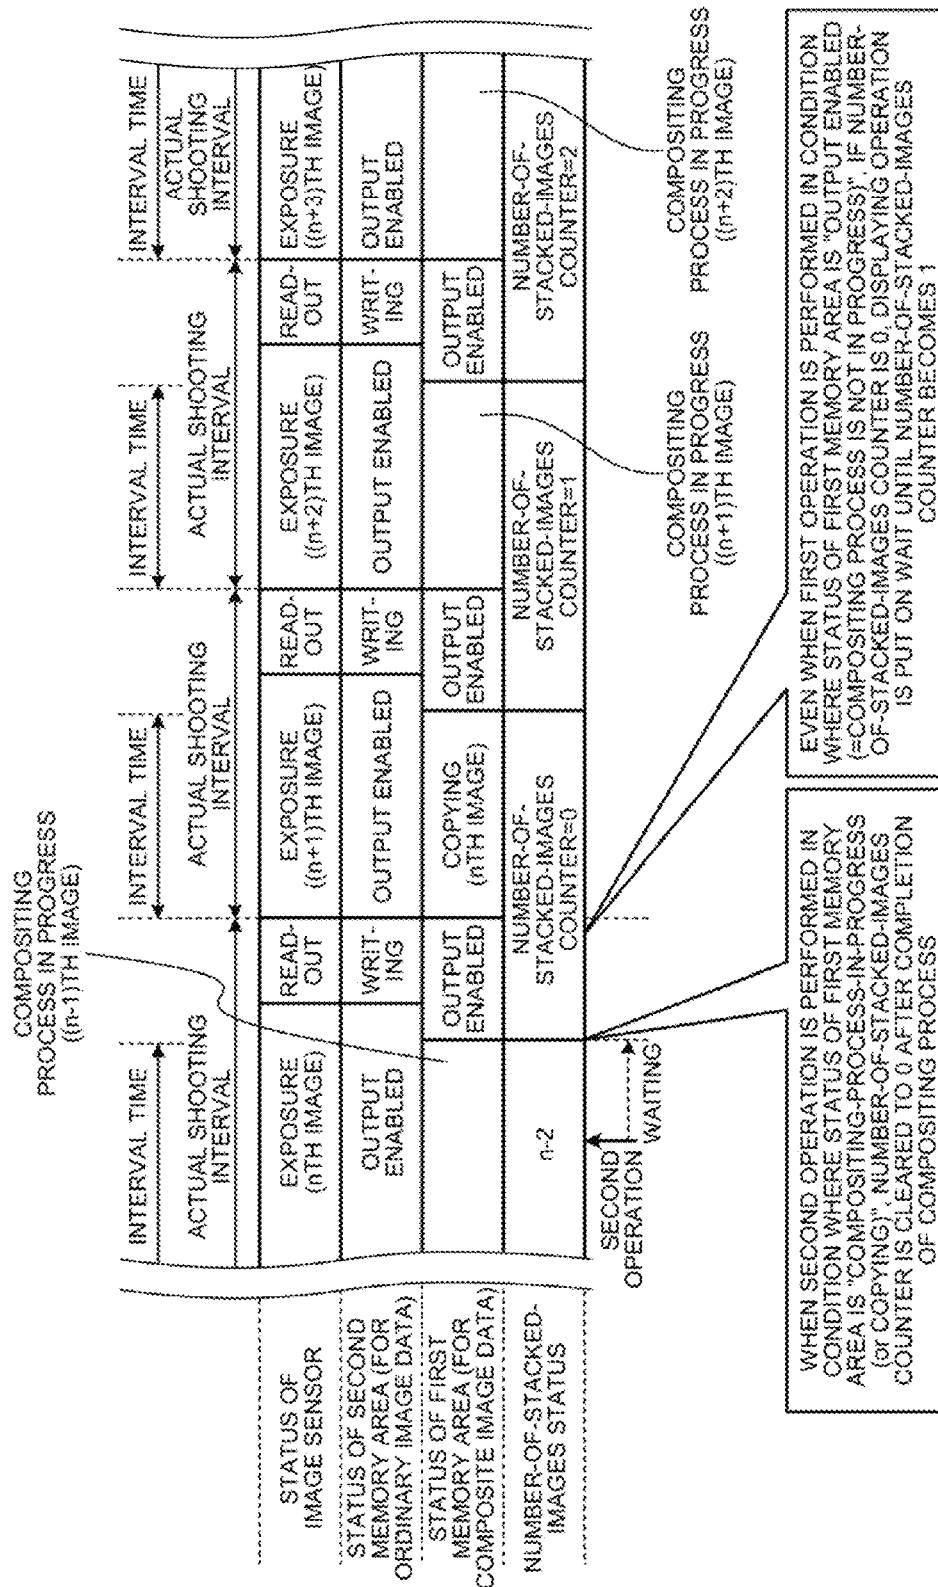 COMPOSITING
PROCESS IN PROGRESS
((n-1)TH IMAGE)
INTERVAL TIME
INTERVAL TIME
INTERVAL TIME
INTERVAL TIME
ACTUAL SHOOTING
INTERVAL
ACTUAL SHOOTING
INTERVAL
ACTUAL SHOOTING
INTERVAL
ACTUAL
SHOOTING
INTERVAL
STATUS OF
IMAGE SENSOR
EXPOSURE
(nTH IMAGE)
READ-
OUT
EXPOSURE
((n+1)TH IMAGE)
READ-
OUT
EXPOSURE
((n+2)TH IMAGE)
READ-
OUT
EXPOSURE
((n+3)TH IMAGE)
STATUS OF SECOND
MEMORY AREA (FOR
ORDINARY IMAGE DATA)
OUTPUT
ENABLED
WRIT-
ING
OUTPUT ENABLED
WRIT-
ING
OUTPUT ENABLED
WRIT-
ING
OUTPUT
ENABLED
STATUS OF FIRST
MEMORY AREA (FOR
COMPOSITE IMAGE DATA)
OUTPUT
ENABLED
COPYING
(nTH IMAGE)
OUTPUT
ENABLED
OUTPUT
ENABLED
NUMBER-OF-STACKED-
IMAGES STATUS
n-2
NUMBER-OF-
STACKED-IMAGES
COUNTER=0
NUMBER-OF-
STACKED-IMAGES
COUNTER=1
NUMBER-OF-
STACKED-IMAGES
COUNTER=2
SECOND
OPERATION
WAITING
COMPOSITING
PROCESS IN PROGRESS
((n+1)TH IMAGE)
COMPOSITING
PROCESS IN PROGRESS
((n+2)TH IMAGE)
WHEN SECOND OPERATION IS PERFORMED IN
CONDITION WHERE STATUS OF FIRST MEMORY
AREA IS "COMPOSITING-PROCESS-IN-PROGRESS
(or COPYING)", NUMBER-OF-STACKED-IMAGES
COUNTER IS CLEARED TO 0 AFTER COMPLETION
OF COMPOSITING PROCESS
EVEN WHEN FIRST OPERATION IS PERFORMED IN CONDITION
WHERE STATUS OF FIRST MEMORY AREA IS "OUTPUT ENABLED
(=COMPOSITING PROCESS IS NOT IN PROGRESS)", IF NUMBER-
OF-STACKED-IMAGES COUNTER IS 0, DISPLAYING OPERATION
IS PUT ON WAIT UNTIL NUMBER-OF-STACKED-IMAGES
COUNTER BECOMES 1